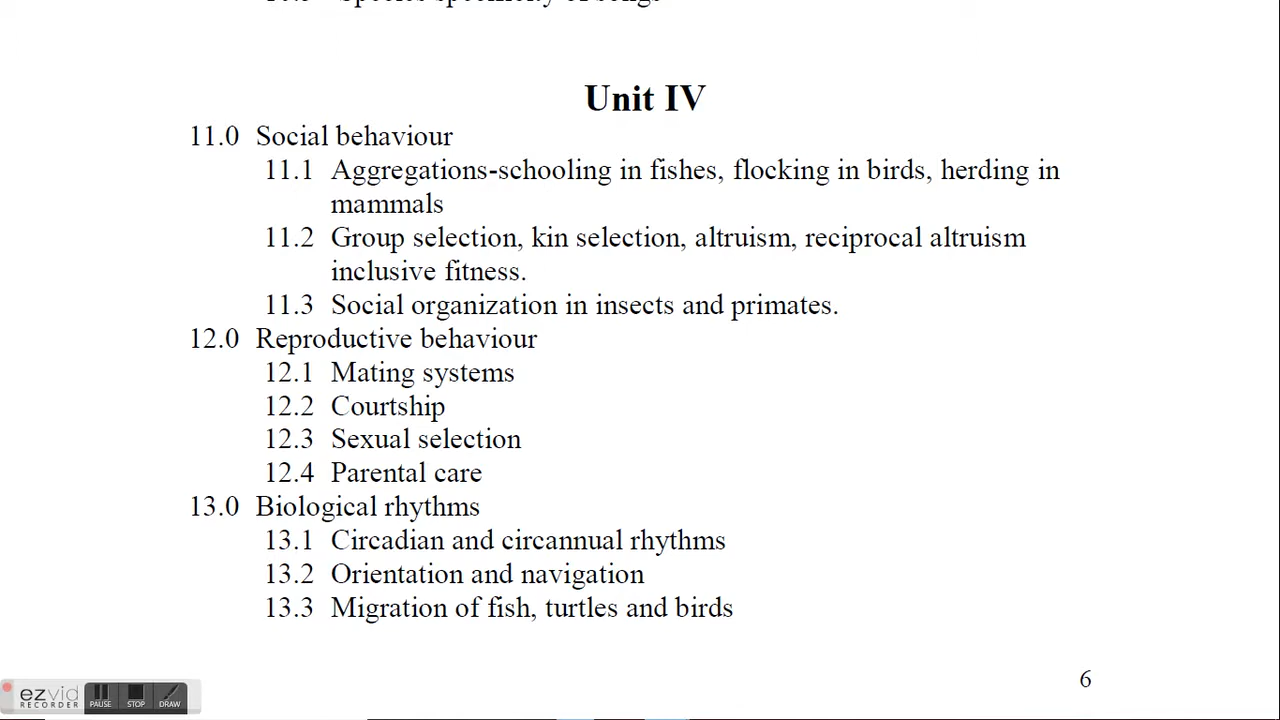 Species specificity of songs
Unit IV
11.0 Social behaviour
11.1 Aggregations-schooling in fishes, flocking in birds, herding in
mammals
11.2 Group selection, kin selection, altruism, reciprocal altruism
inclusive fitness.
11.3 Social organization in insects and primates.
12.0 Reproductive behaviour
12.1 Mating systems
12.2 Courtship
12.3 Sexual selection
12.4 Parental care
13.0 Biological rhythms
13.1 Circadian and circannual rhythms
13.2 Orientation and navigation
13.3 Migration of fish, turtles and birds
6
ezvid
RECORDER
PAUSE STOP DRAW